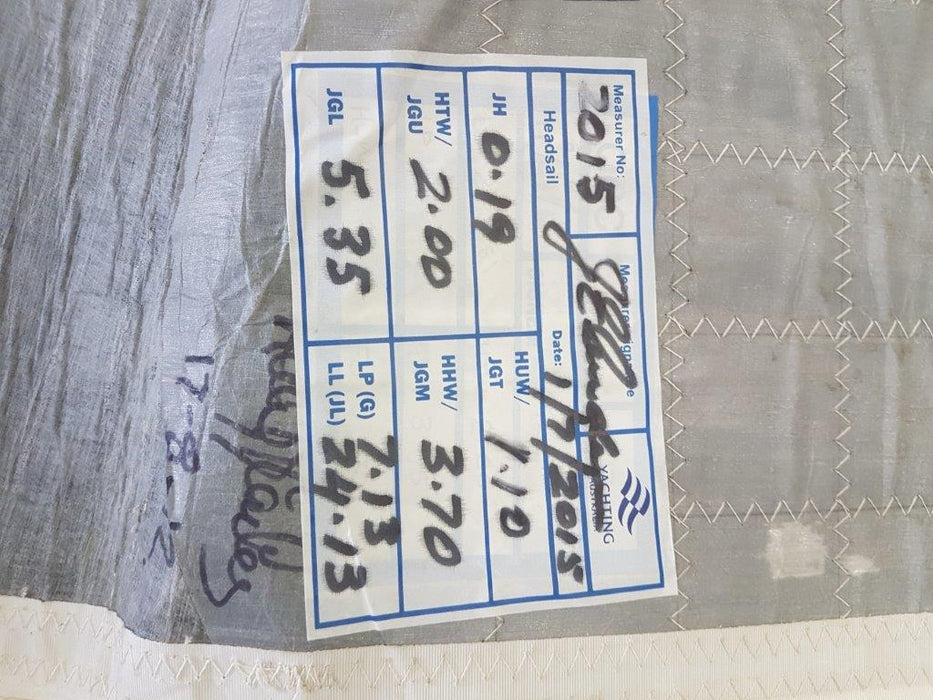 Measurer No: 2015
YACHTING
AUSTRALIA
Headsail
Date: 1/7/2015
JH 0.19
HUW/
JGT 1.10
HTW/
JGU 2.00
HHW/
JGM 3.70
JGL 5.35
LP (G) 7.13
LL (JL) 24.13
17-8-12